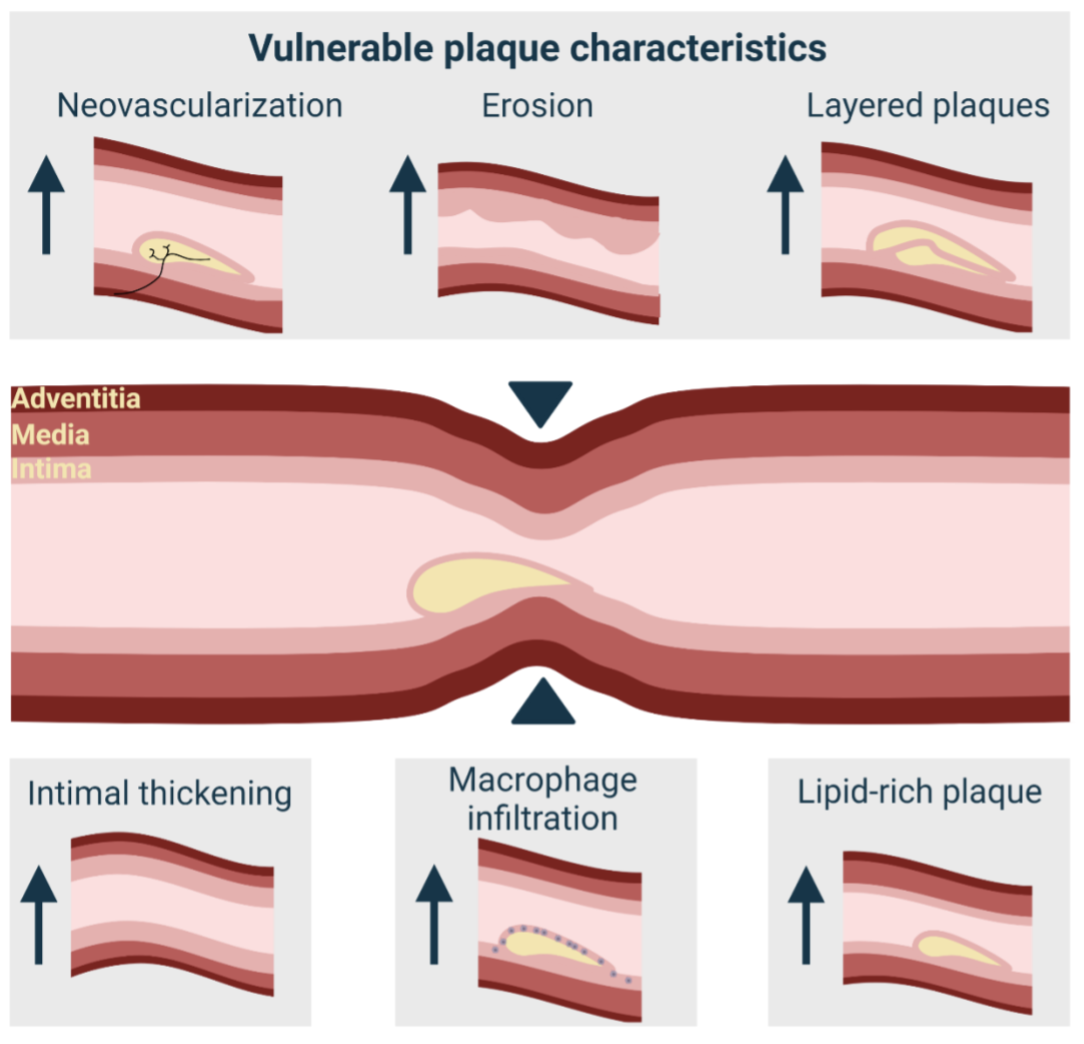 Vulnerable plaque characteristics
Neovascularization
Erosion
Layered plaques
Adventitia
Media
Intima
Intimal thickening
Macrophage
infiltration
Lipid-rich plaque